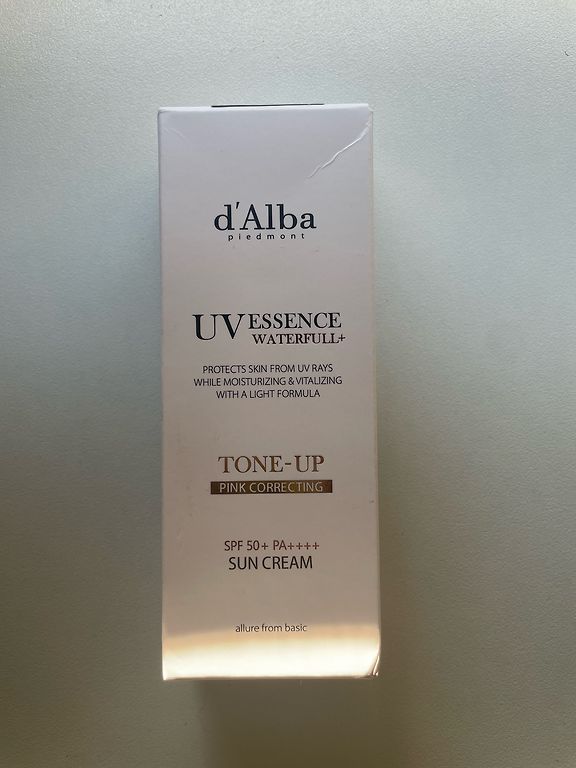 d'Alba
piedmont
UV ESSENCE
WATERFULL+
PROTECTS SKIN FROM UV RAYS
WHILE MOISTURIZING & VITALIZING
WITH A LIGHT FORMULA
TONE-UP
PINK CORRECTING
SPF 50+ PA++++
SUN CREAM
allure from basic